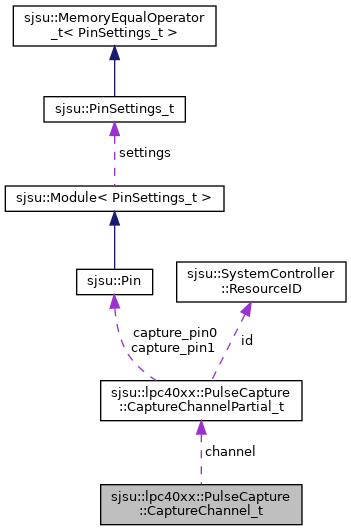 sjsu::MemoryEqualOperator
_t< PinSettings_t >
sjsu::PinSettings_t
settings
sjsu::Module< PinSettings_t >
sjsu::Pin
sjsu::SystemController
::ResourceID
capture_pin0
capture_pin1
id
sjsu::lpc40xx::PulseCapture
::CaptureChannelPartial_t
channel
sjsu::lpc40xx::PulseCapture
::CaptureChannel_t